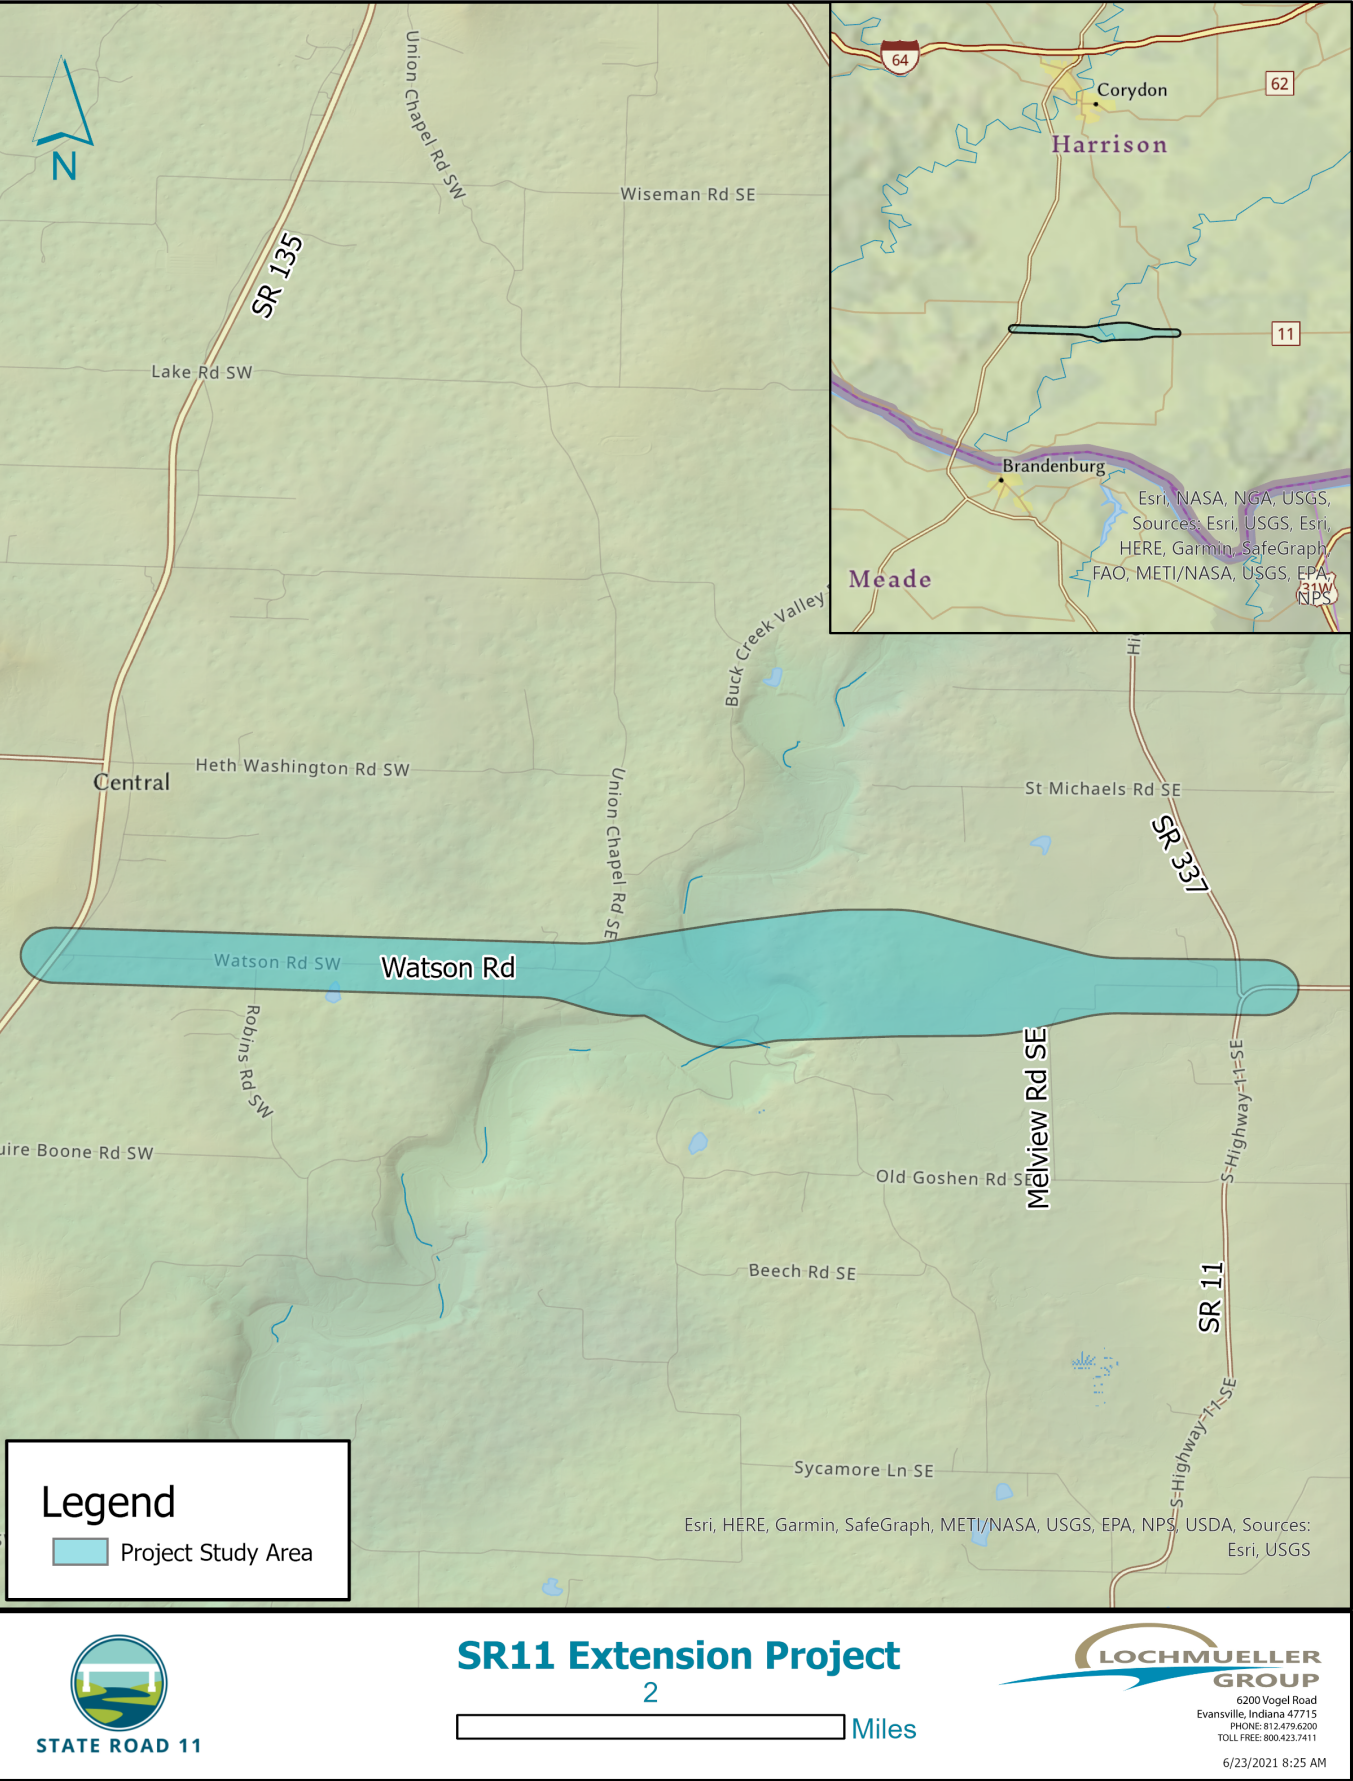 N
Union Chapel Rd SW
Wiseman Rd SE
SR 135
Lake Rd SW
64
62
Corydon
Harrison
11
Brandenburg
Meade
31W
Esri, NASA, NGA, USGS,
Sources: Esri, USGS, Esri,
HERE, Garmin, SafeGraph,
FAO, METI/NASA, USGS, EPA,
NPS
Buck Creek Valley
Hi
Heth Washington Rd SW
Central
Union Chapel Rd SE
St Michaels Rd SE
SR 337
Watson Rd SW
Watson Rd
Robins Rd SW
Melview Rd SE
S Highway 11 SE
uire Boone Rd SW
Old Goshen Rd SE
Beech Rd SE
SR 11
S Highway 11 SE
Sycamore Ln SE
Esri, HERE, Garmin, SafeGraph, METI/NASA, USGS, EPA, NPS, USDA, Sources:
Esri, USGS
Legend
Project Study Area
STATE ROAD 11
SR11 Extension Project
2
Miles
LOCHMUELLER
GROUP
6200 Vogel Road
Evansville, Indiana 47715
PHONE: 812.479.6200
TOLL FREE: 800.423.7411
6/23/2021 8:25 AM